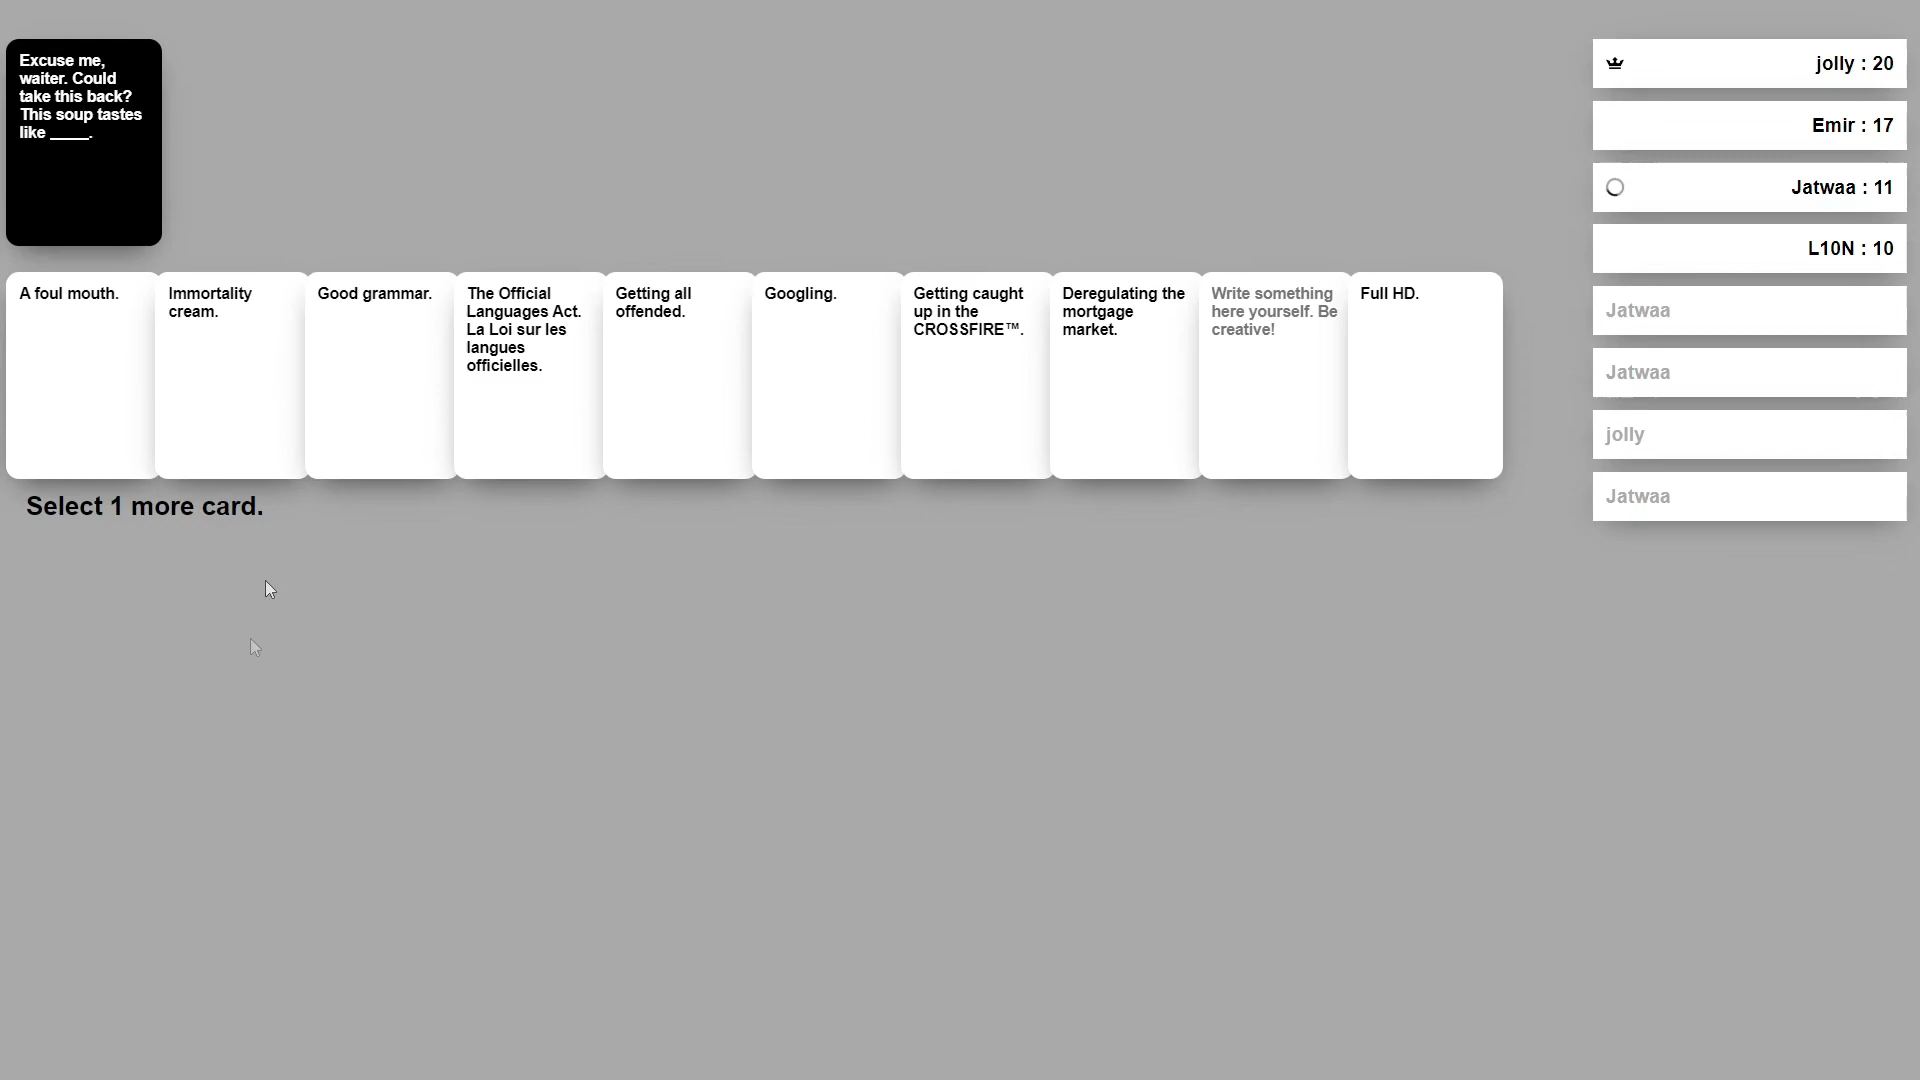 Excuse me,
waiter. Could
take this back?
This soup tastes
like _____.
A foul mouth.
Immortality
cream.
Good grammar.
The Official
Languages Act.
La Loi sur les
langues
officielles.
Getting all
offended.
Googling.
Getting caught
up in the
CROSSFIRE™.
Deregulating the
mortgage
market.
Write something
here yourself. Be
creative!
Full HD.
Select 1 more card.
jolly : 20
Emir : 17
Jatwaa : 11
L10N : 10
Jatwaa
Jatwaa
jolly
Jatwaa